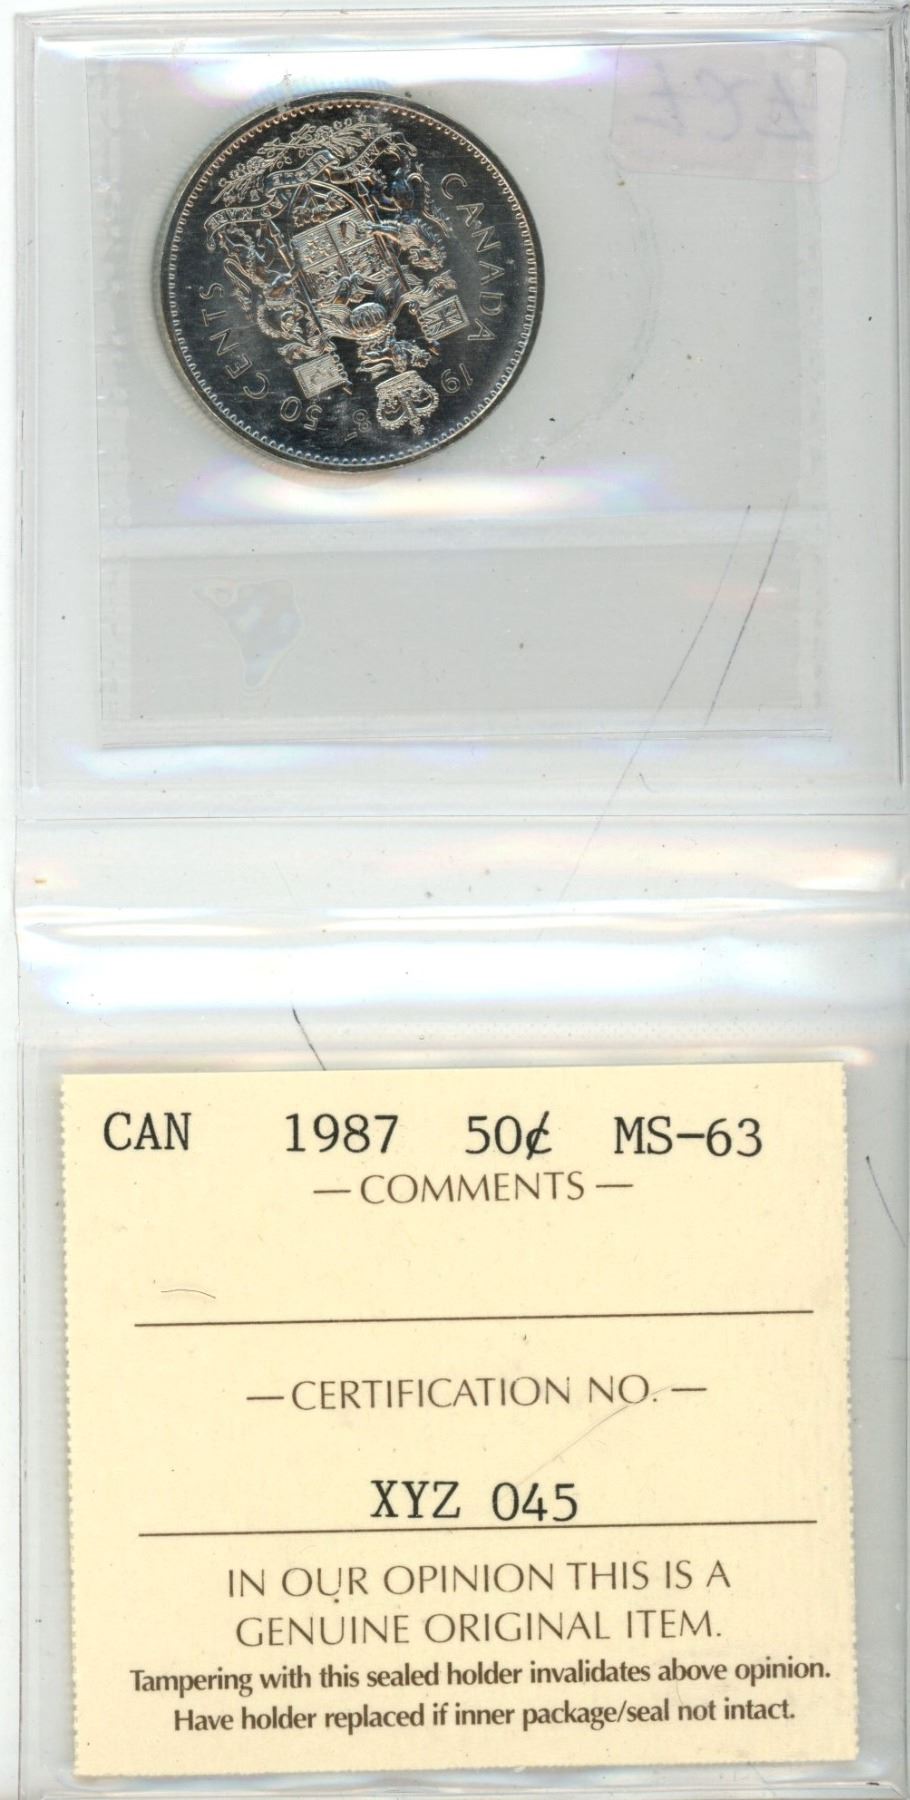 CANADA
19 87
50 CENTS
CAN 1987 50¢ MS-63
— COMMENTS —
— CERTIFICATION NO. —
XYZ 045
IN OUR OPINION THIS IS A
GENUINE ORIGINAL ITEM.
Tampering with this sealed holder invalidates above opinion.
Have holder replaced if inner package/seal not intact.